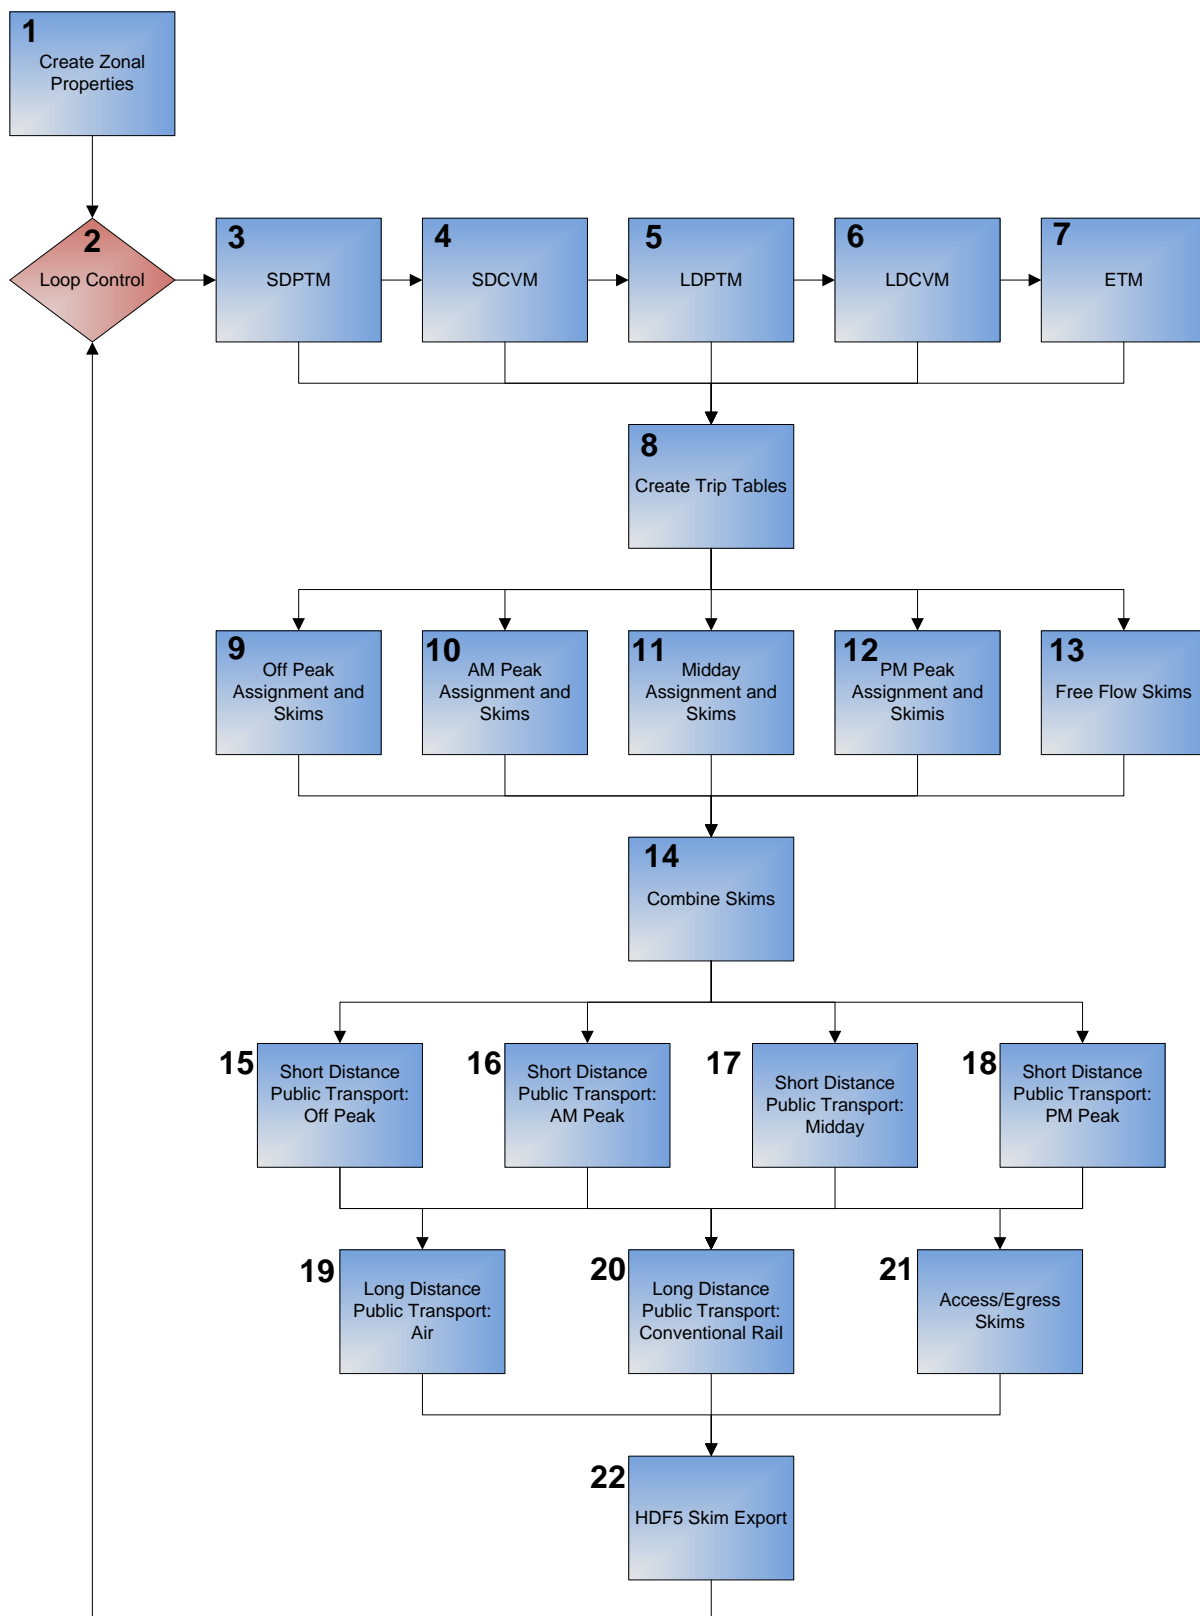 1
Create Zonal
Properties
2
Loop Control
3
SDPTM
4
SDCVM
5
LDPTM
6
LDCVM
7
ETM
8
Create Trip Tables
9
Off Peak
Assignment and
Skims
10
AM Peak
Assignment and
Skims
11
Midday
Assignment and
Skims
12
PM Peak
Assignment and
Skimis
13
Free Flow Skims
14
Combine Skims
15
Short Distance
Public Transport:
Off Peak
16
Short Distance
Public Transport:
AM Peak
17
Short Distance
Public Transport:
Midday
18
Short Distance
Public Transport:
PM Peak
19
Long Distance
Public Transport:
Air
20
Long Distance
Public Transport:
Conventional Rail
21
Access/Egress
Skims
22
HDF5 Skim Export